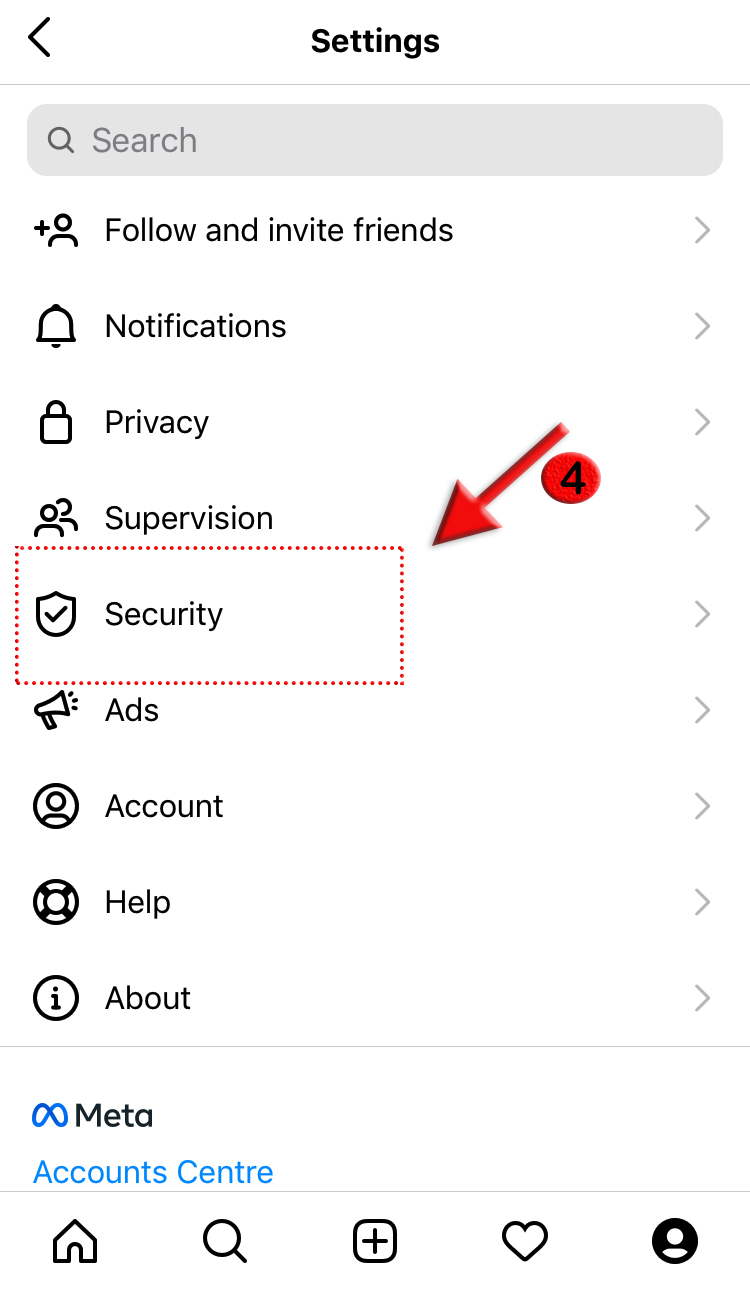 Settings
Search
Follow and invite friends
Notifications
Privacy
4
Supervision
Security
Ads
Account
Help
About
Meta
Accounts Centre